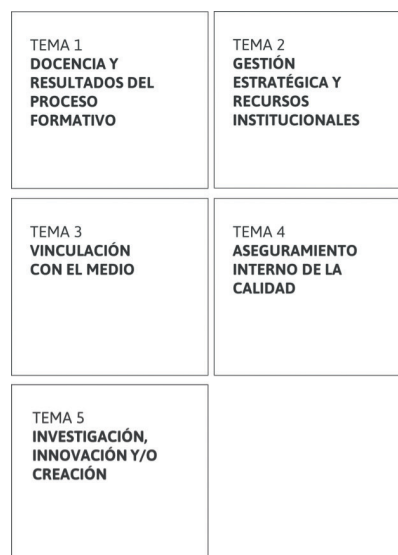 TEMA 1
DOCENCIA Y
RESULTADOS DEL
PROCESO
FORMATIVO
TEMA 2
GESTIÓN
ESTRATÉGICA Y
RECURSOS
INSTITUCIONALES
TEMA 3
VINCULACIÓN
CON EL MEDIO
TEMA 4
ASEGURAMIENTO
INTERNO DE LA
CALIDAD
TEMA 5
INVESTIGACIÓN,
INNOVACIÓN Y/O
CREACIÓN